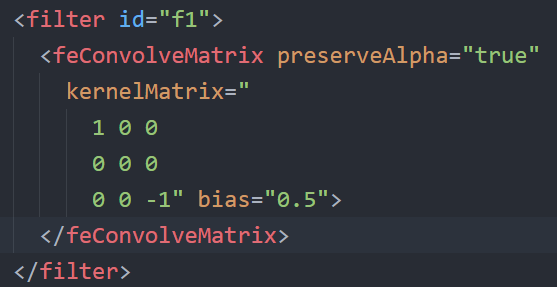 <filter id="f1">
<feConvolveMatrix preserveAlpha="true"
kernelMatrix="
1 0 0
0 0 0
0 0 -1" bias="0.5">
</feConvolveMatrix>
</filter>